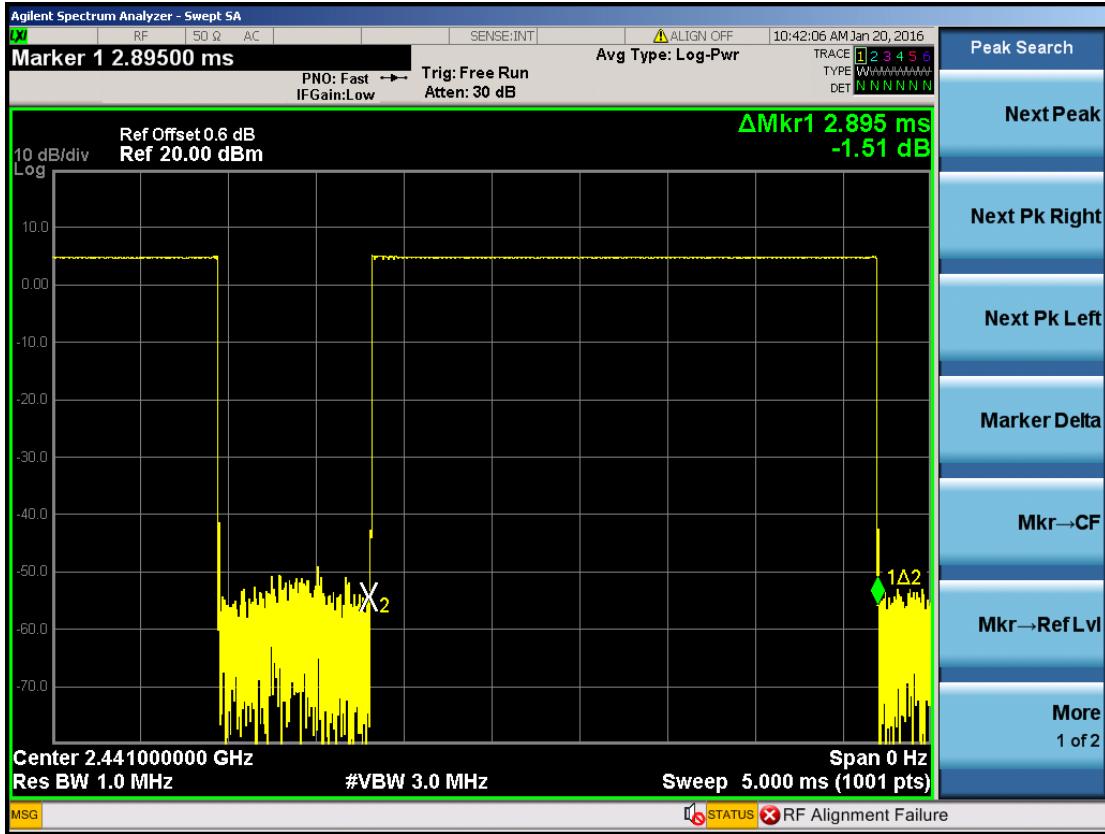 Agilent Spectrum Analyzer - Swept SA
LXI RF 50 Ω AC SENSE:INT ALIGN OFF 10:42:06 AM Jan 20, 2016
Marker 1 2.89500 ms
PNO: Fast
IFGain:Low
Trig: Free Run
Atten: 30 dB
Avg Type: Log-Pwr
TRACE 1 2 3 4 5 6
TYPE WWWWWW
DET N N N N N N
Peak Search
ΔMkr1 2.895 ms
-1.51 dB
Ref Offset 0.6 dB
10 dB/div Ref 20.00 dBm
Log
10.0
0.00
-10.0
-20.0
-30.0
-40.0
-50.0
-60.0
-70.0
2
1Δ2
Center 2.441000000 GHz Span 0 Hz
Res BW 1.0 MHz #VBW 3.0 MHz Sweep 5.000 ms (1001 pts)
Next Peak
Next Pk Right
Next Pk Left
Marker Delta
Mkr→CF
Mkr→Ref Lvl
More
1 of 2
MSG STATUS RF Alignment Failure